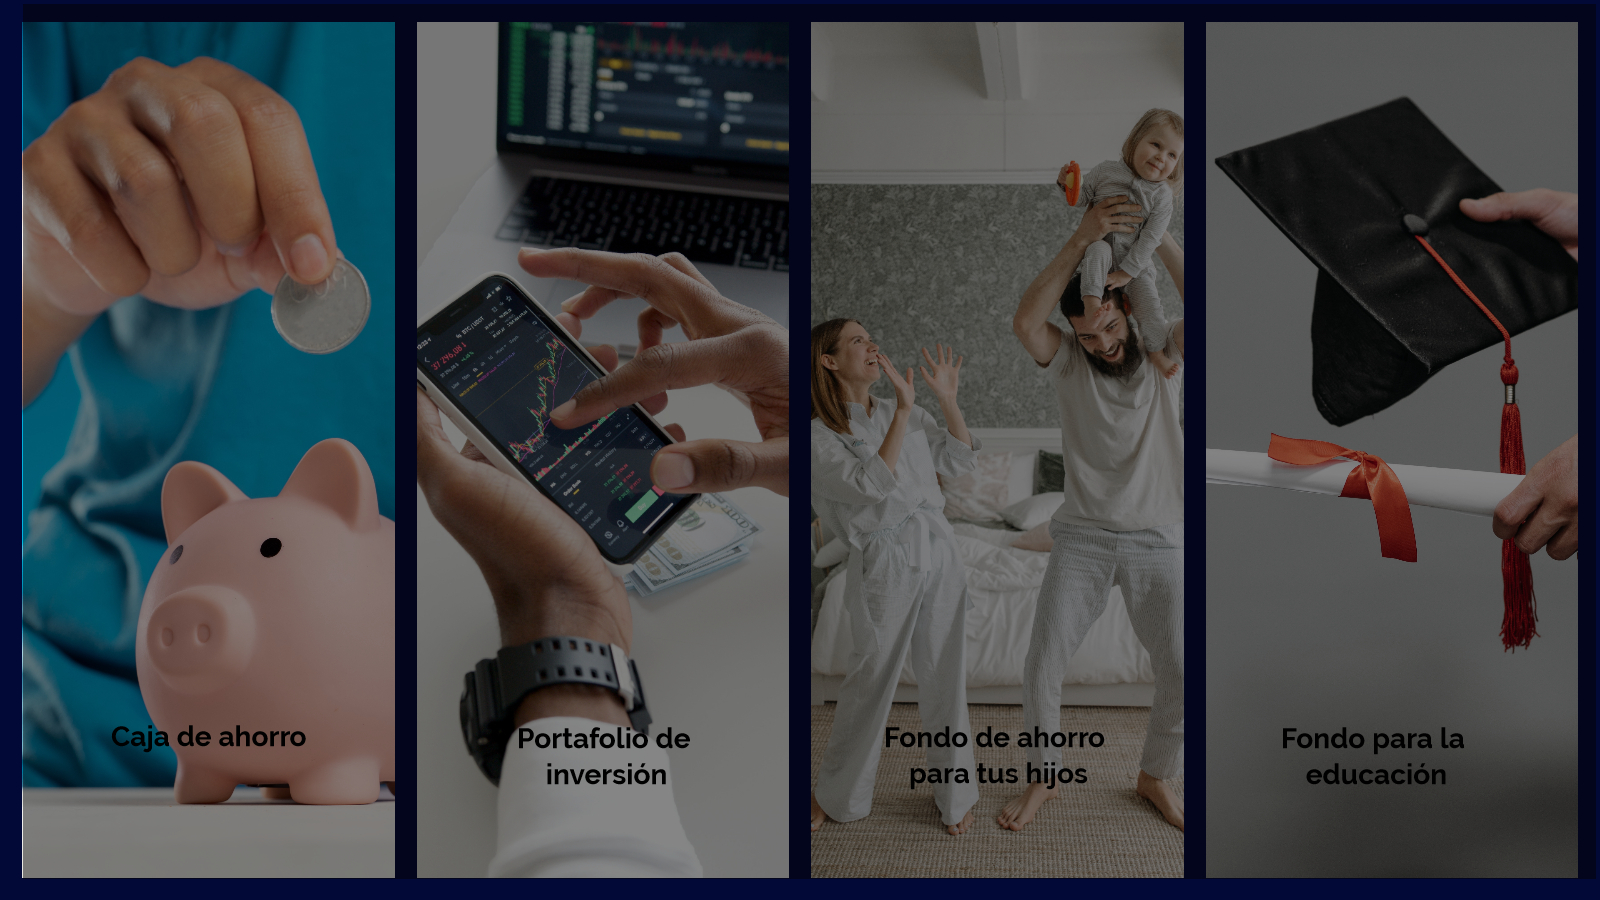 Caja de ahorro
Portafolio de
inversión
Fondo de ahorro
para tus hijos
Fondo para la
educación